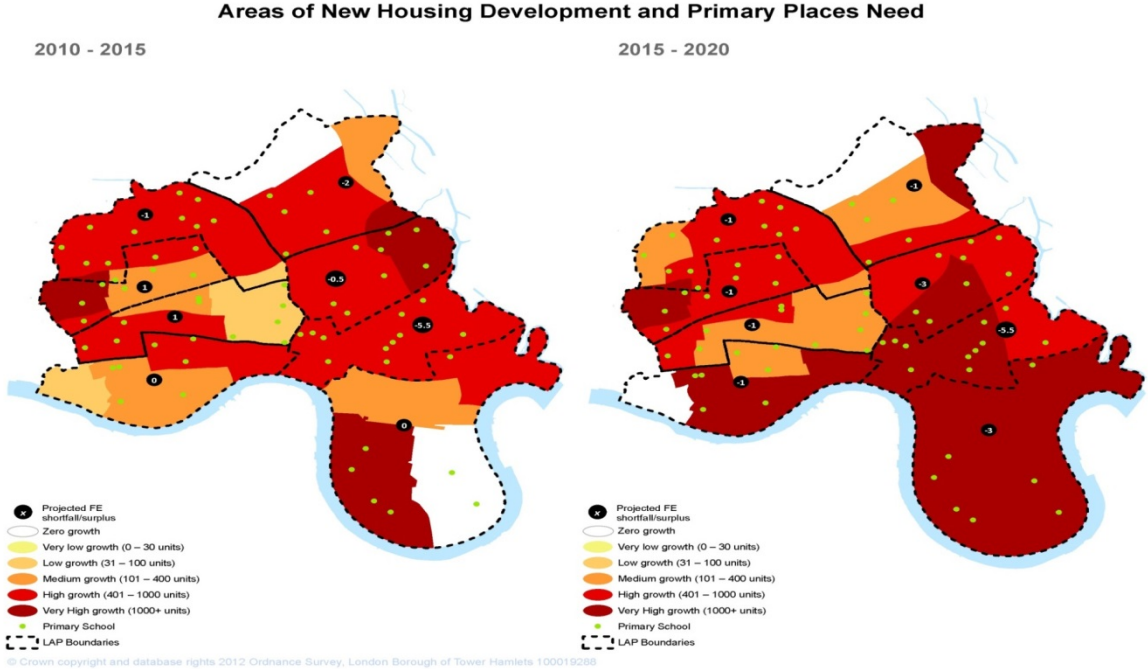 Areas of New Housing Development and Primary Places Need
2010 - 2015
2015 - 2020
-2
-1
1
-0.5
1
-5.5
0
0
-1
-1
-3
-1
-1
-5.5
-1
-3
x Projected FE
shortfall/surplus
Zero growth
Very low growth (0 – 30 units)
Low growth (31 – 100 units)
Medium growth (101 – 400 units)
High growth (401 – 1000 units)
Very High growth (1000+ units)
Primary School
LAP Boundaries
x Projected FE
shortfall/surplus
Zero growth
Very low growth (0 – 30 units)
Low growth (31 – 100 units)
Medium growth (101 – 400 units)
High growth (401 – 1000 units)
Very High growth (1000+ units)
Primary School
LAP Boundaries
© Crown copyright and database rights 2012 Ordnance Survey, London Borough of Tower Hamlets 100019288